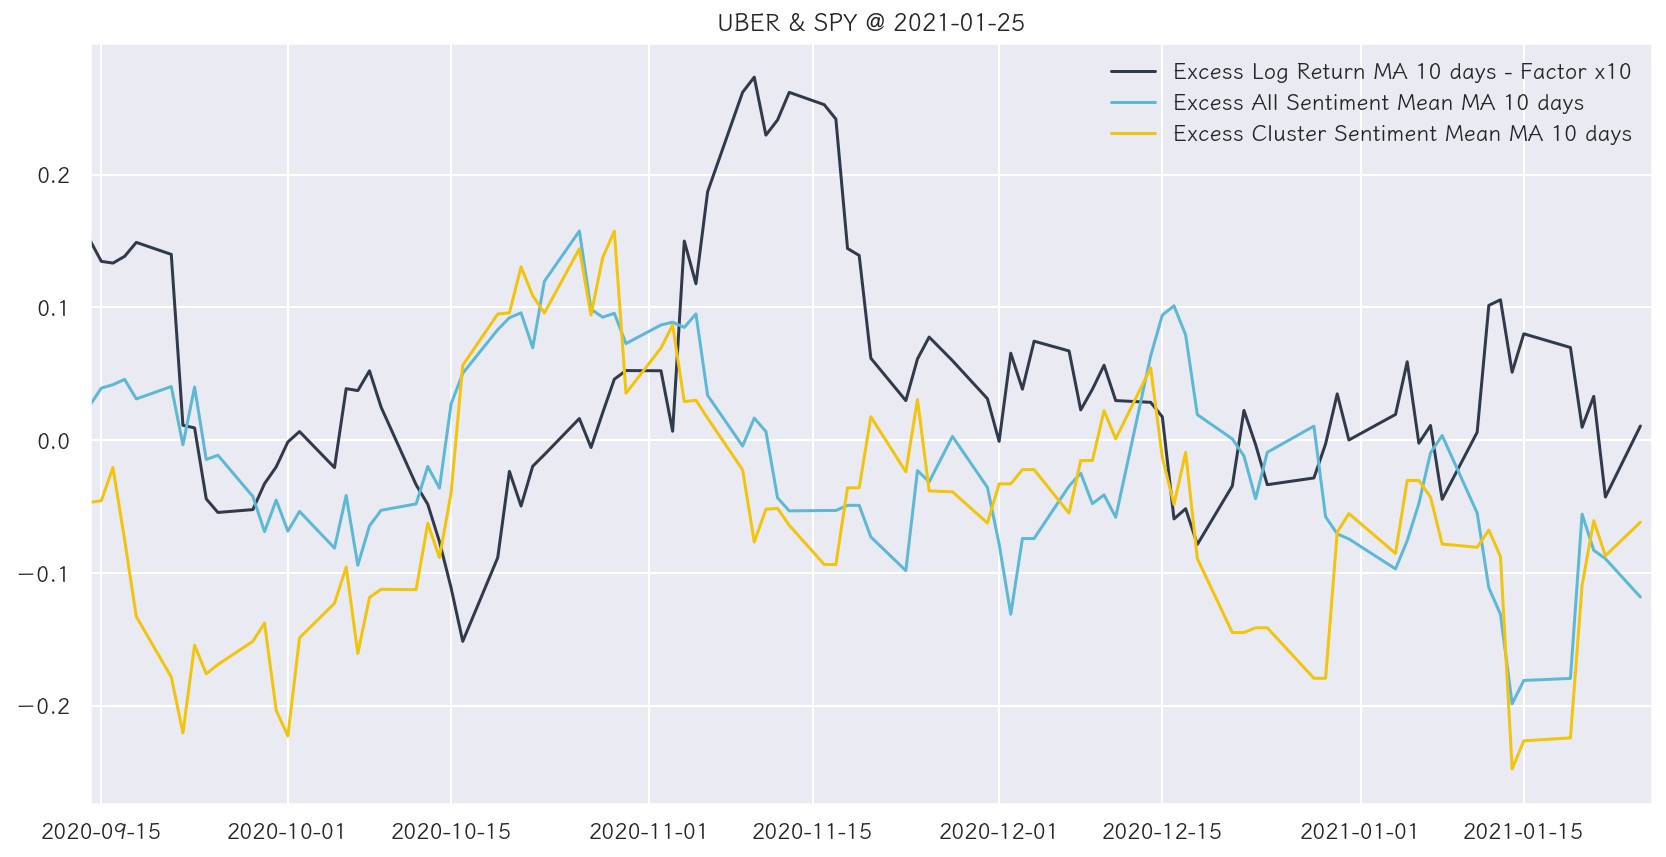 UBER & SPY @ 2021-01-25
Excess Log Return MA 10 days - Factor x10
Excess All Sentiment Mean MA 10 days
Excess Cluster Sentiment Mean MA 10 days
0.2
0.1
0.0
−0.1
−0.2
2020-09-15 2020-10-01 2020-10-15 2020-11-01 2020-11-15 2020-12-01 2020-12-15 2021-01-01 2021-01-15